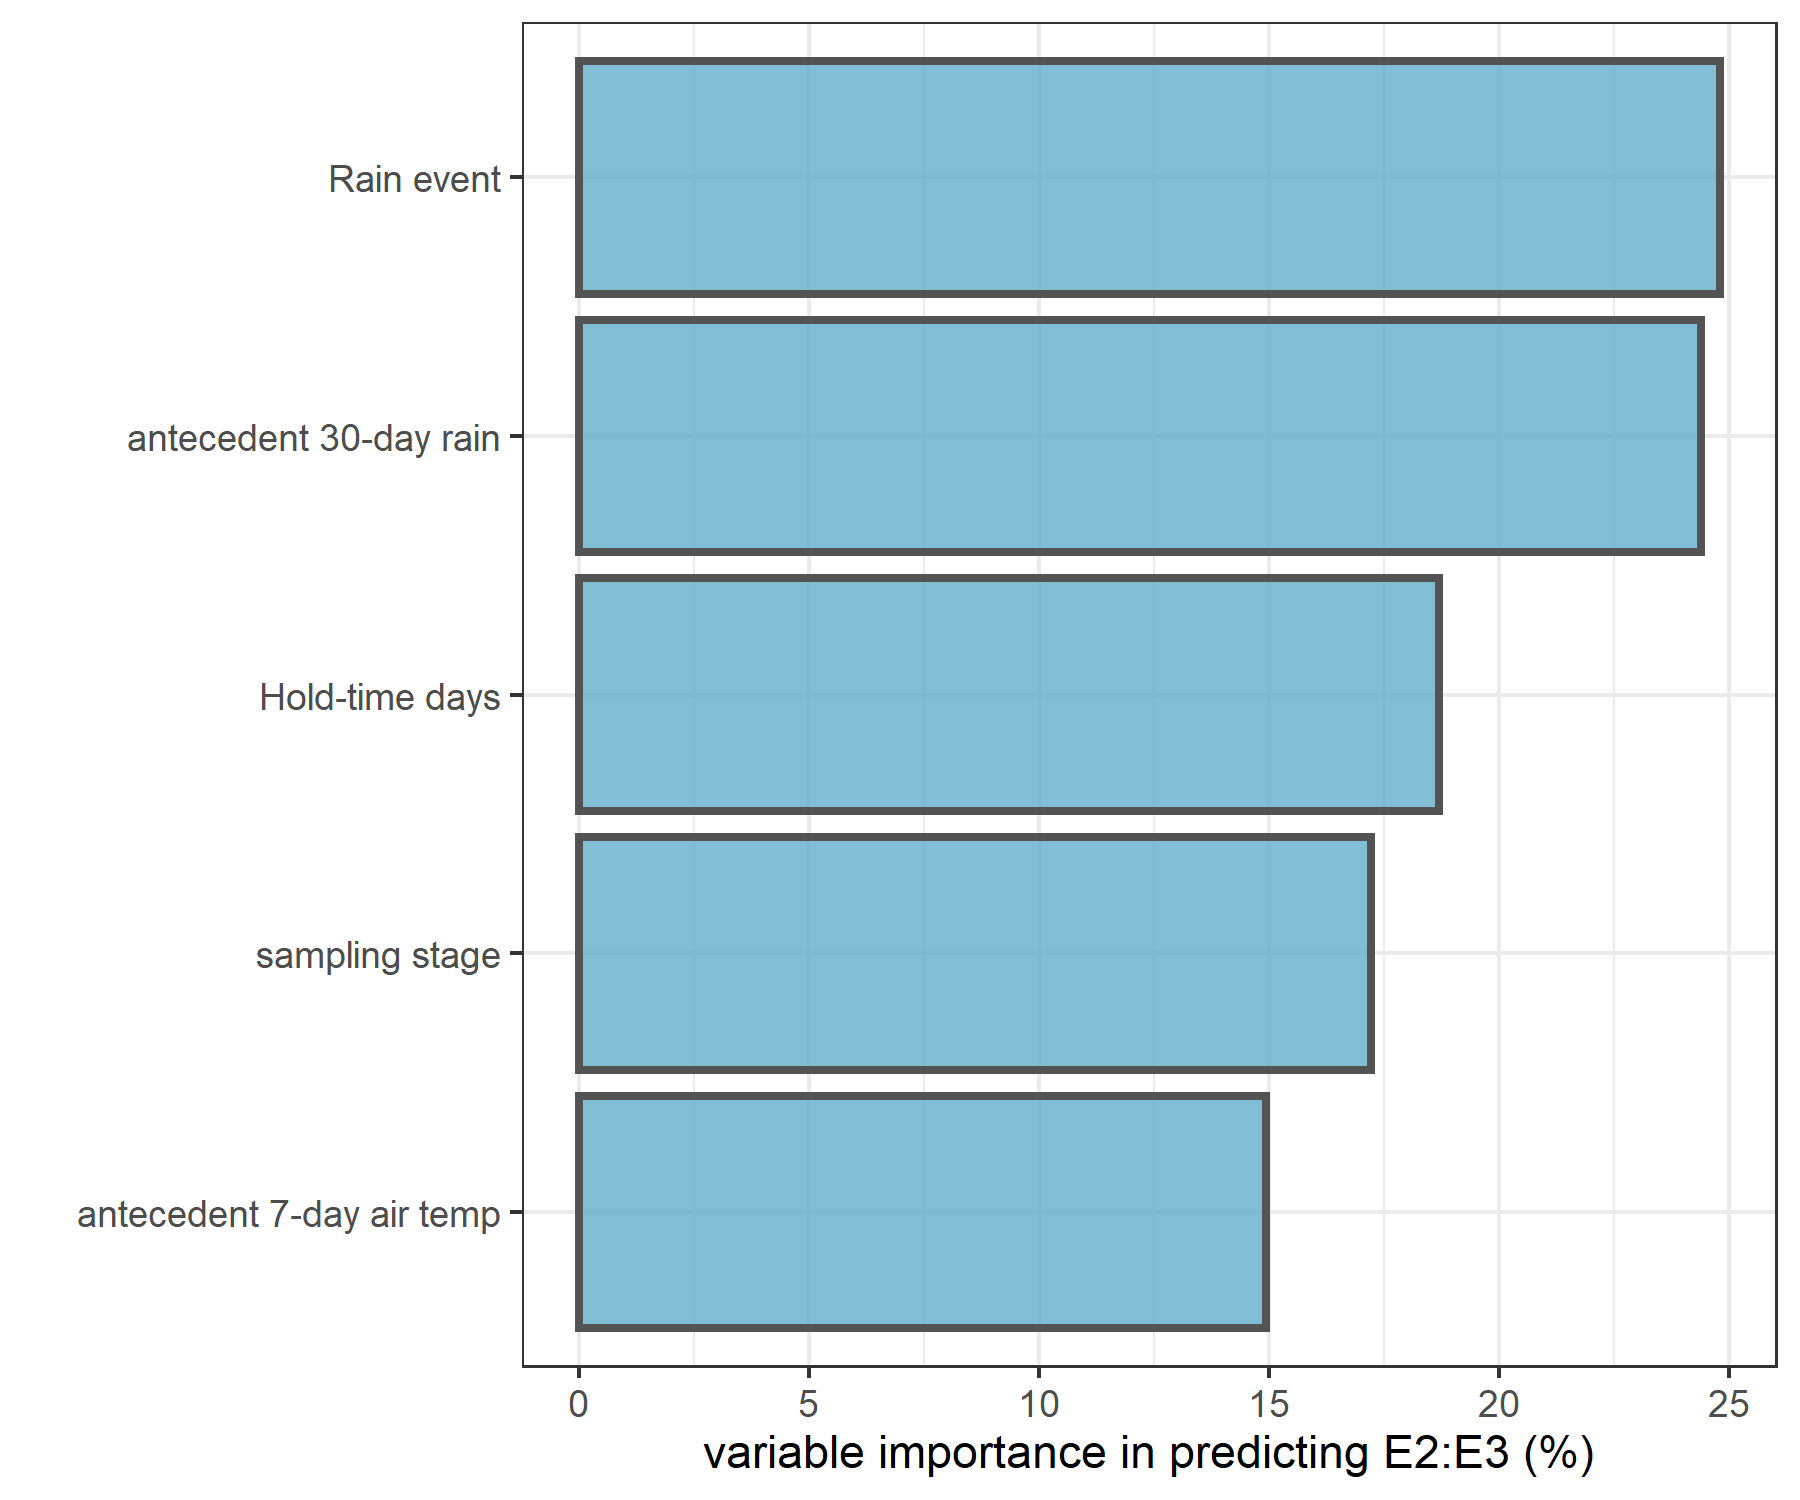 Rain event
antecedent 30-day rain
Hold-time days
sampling stage
antecedent 7-day air temp
0 5 10 15 20 25
variable importance in predicting E2:E3 (%)